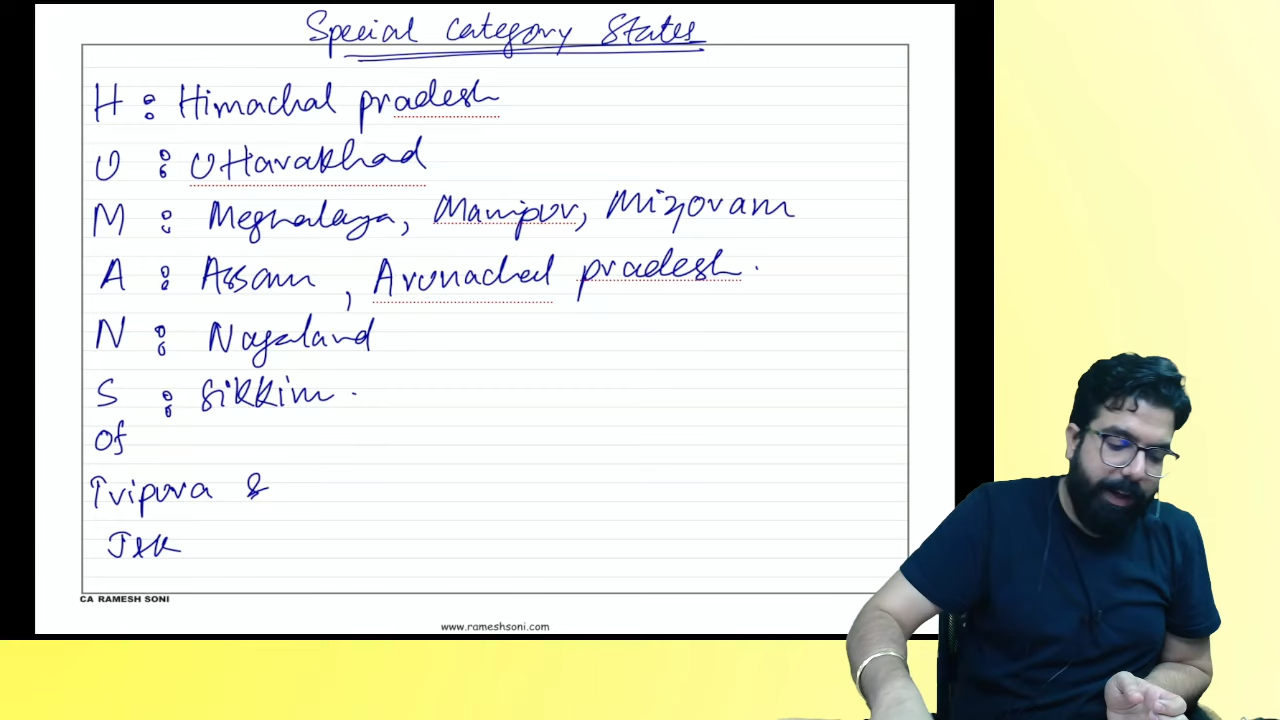 Special Category States
H : Himachal pradesh
U : Uttarakhad
M : Meghalaya, Manipur, Mizoram
A : Assam, Arunachal pradesh.
N : Nagaland
S : Sikkim.
Of
Tripura &
J&K
CA RAMESH SONI
www.rameshsoni.com